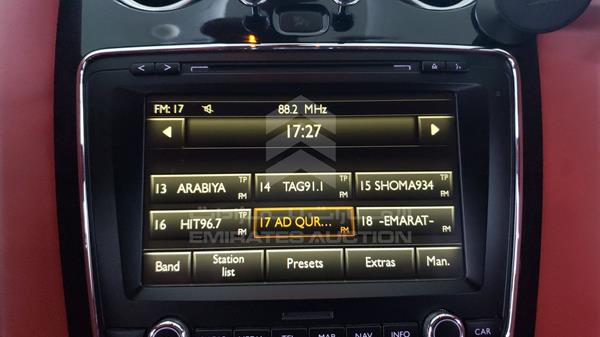 FM: 17 88.2 MHz
17:27
13 ARABIYA TP FM 14 TAG91.1 TP FM 15 SHOMA934 TP FM
16 HIT96.7 FM 17 AD QUR... FM 18 -EMARAT- FM
Band Station list Presets Extras Man.
EMIRATES AUCTION
MAP NAV INFO CAR